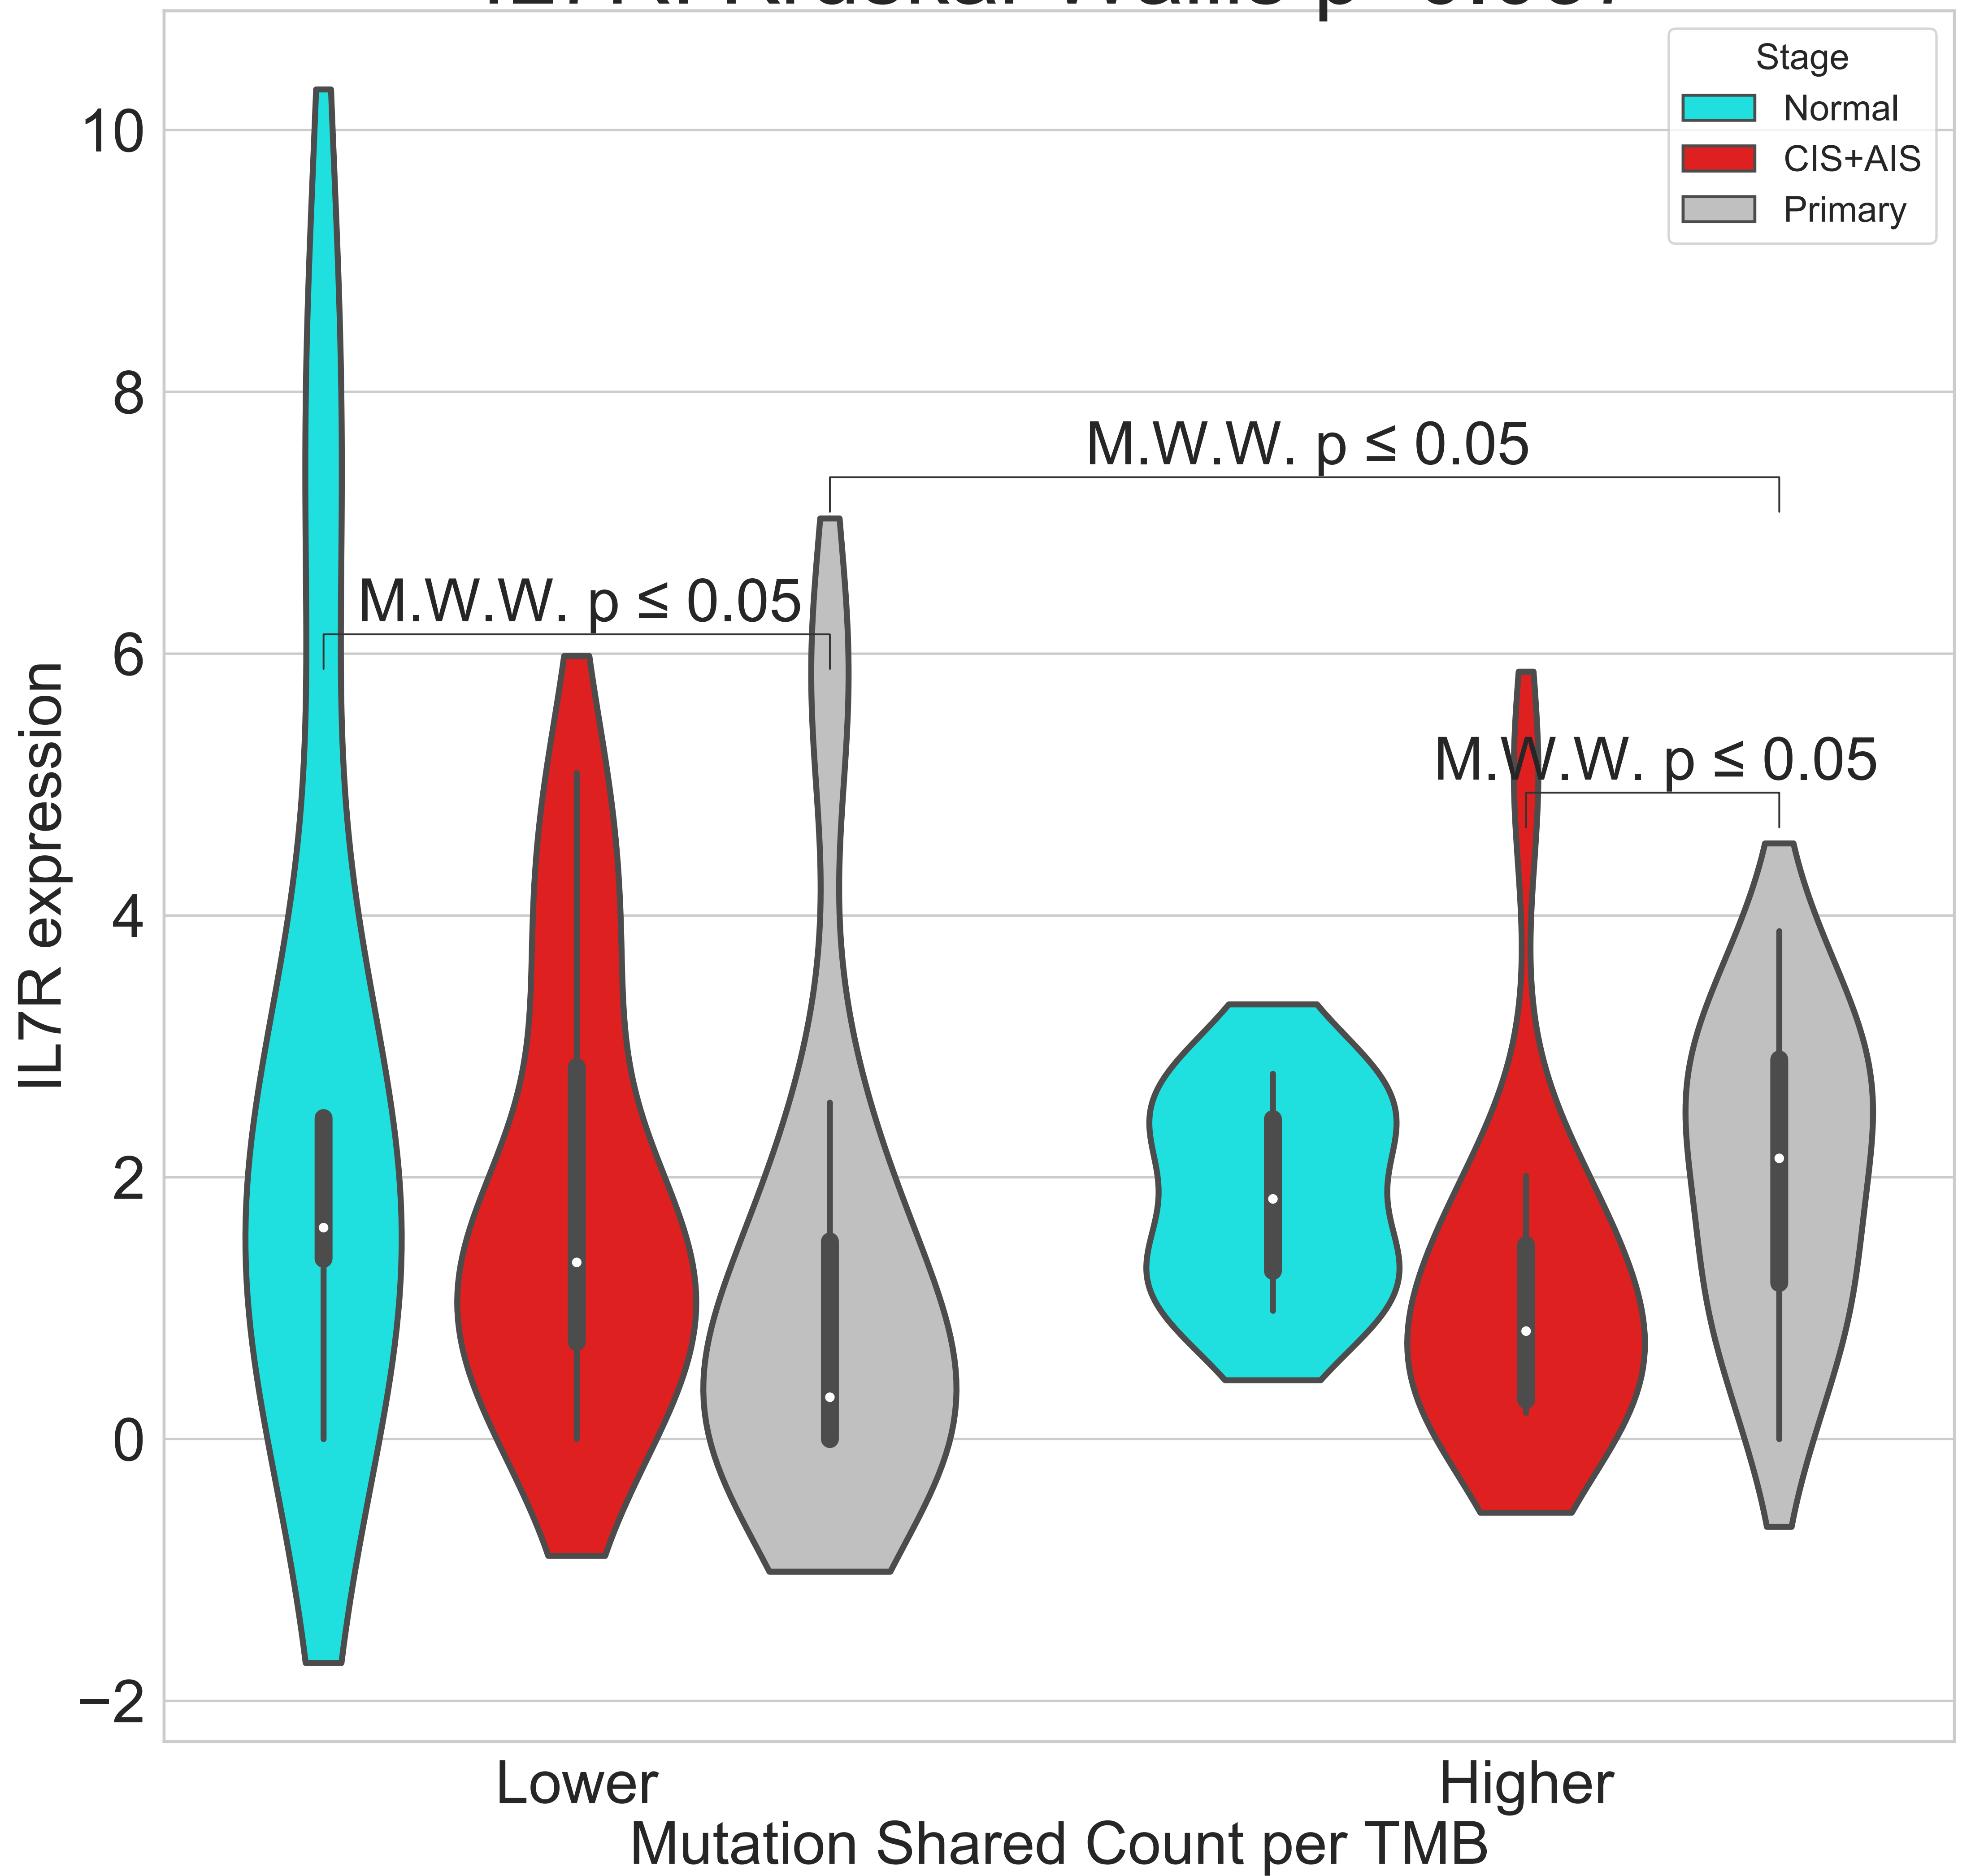 Stage
Normal
CIS+AIS
Primary
10
8
6
4
2
0
−2
IL7R expression
M.W.W. p ≤ 0.05
M.W.W. p ≤ 0.05
M.W.W. p ≤ 0.05
Lower
Higher
Mutation Shared Count per TMB